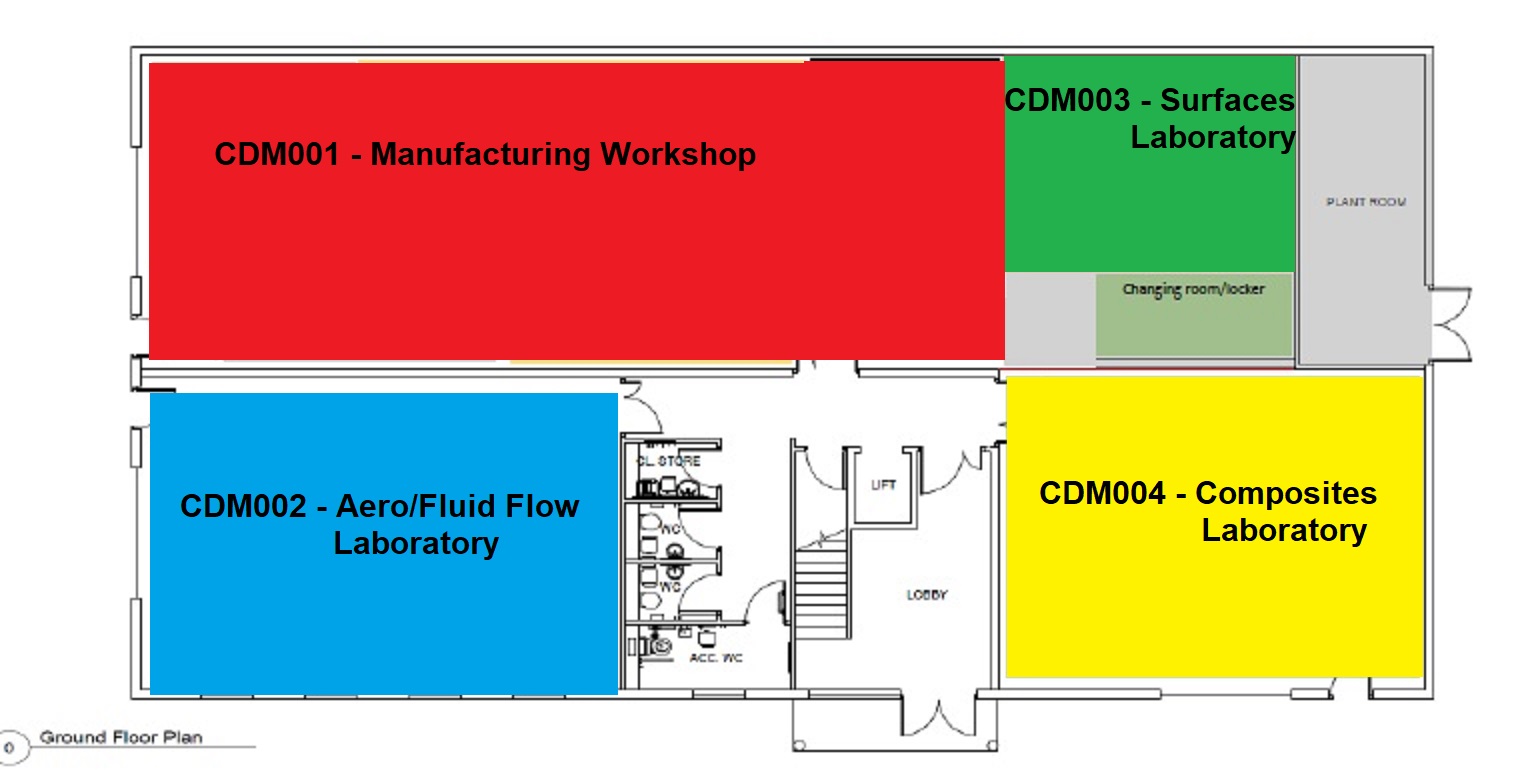 CDM001 - Manufacturing Workshop
CDM003 - Surfaces
Laboratory
PLANT ROOM
Changing room/locker
CDM002 - Aero/Fluid Flow
Laboratory
CL. STORE
WC
WC
ACC. WC
LIFT
LOBBY
CDM004 - Composites
Laboratory
0
Ground Floor Plan